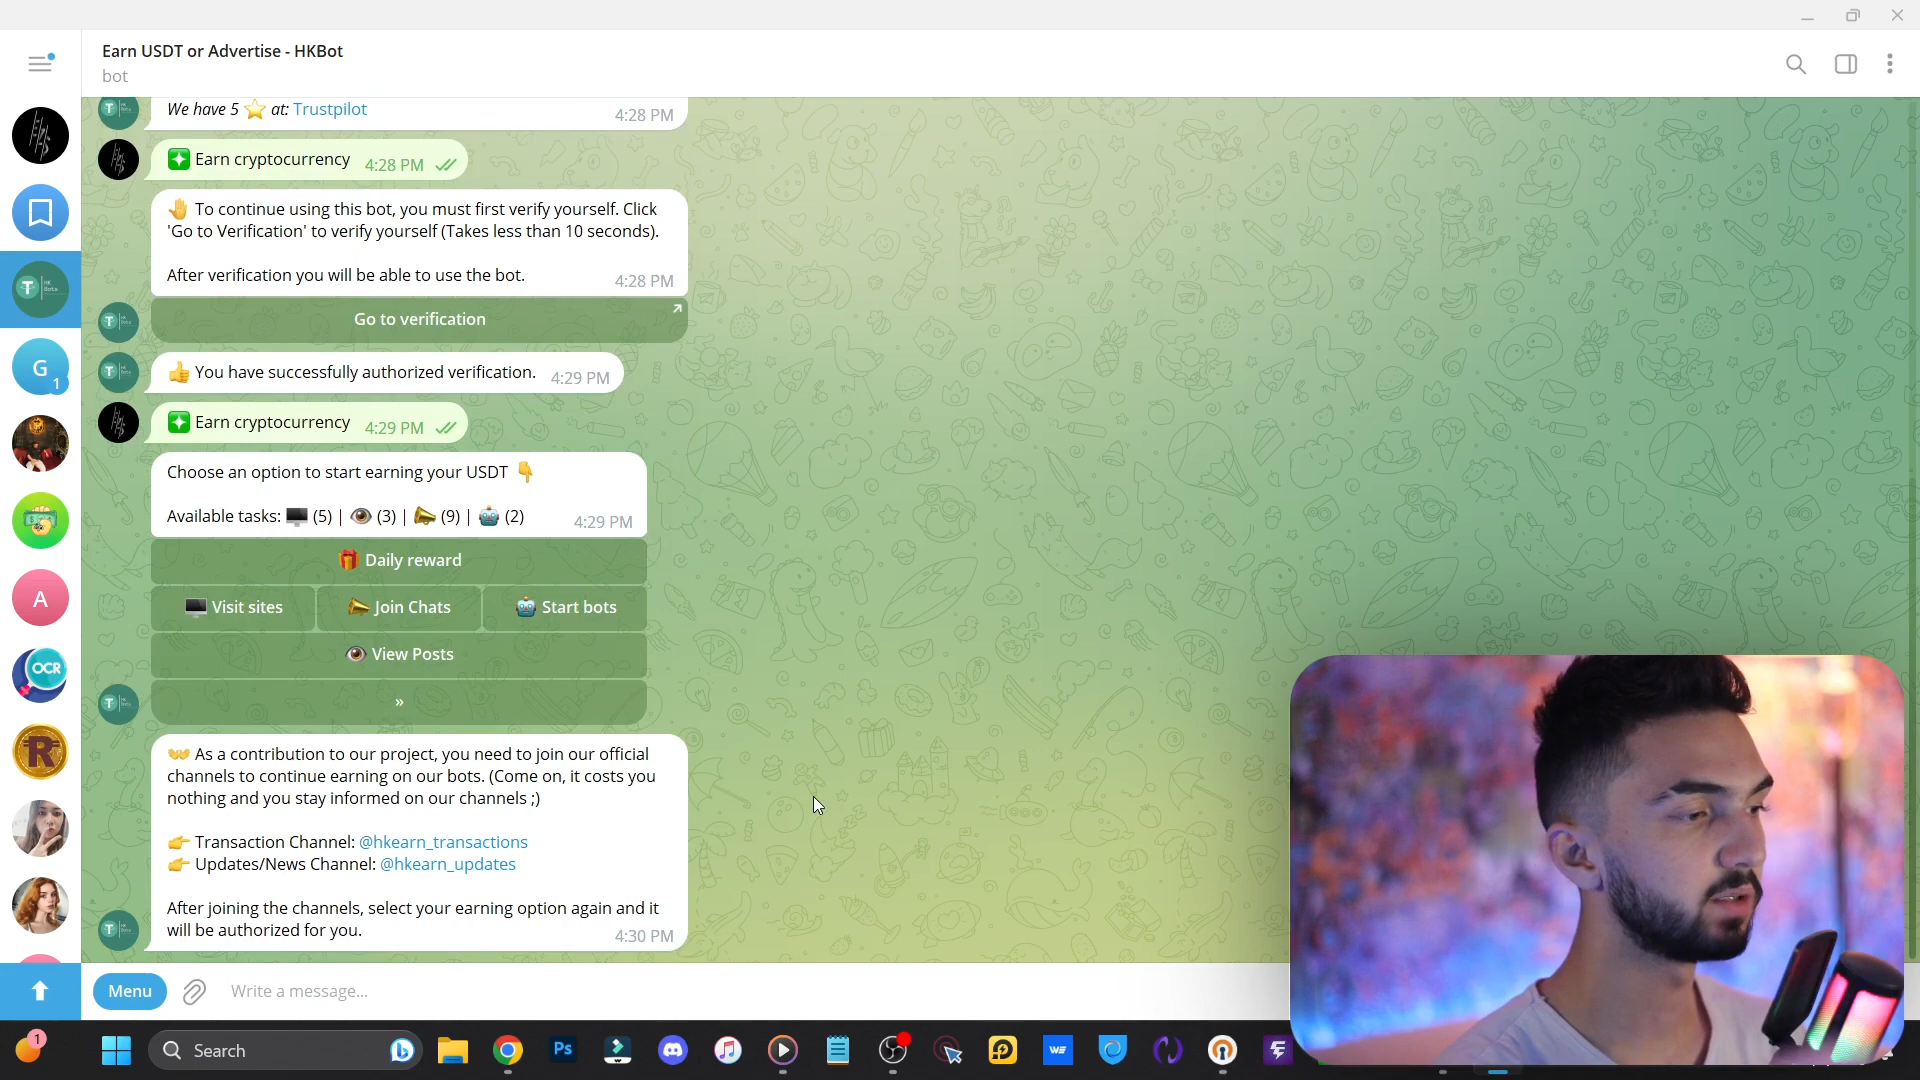 Earn USDT or Advertise - HKBot
bot
We have 5 ⭐ at: Trustpilot
4:28 PM
Earn cryptocurrency 4:28 PM
🤚 To continue using this bot, you must first verify yourself. Click
'Go to Verification' to verify yourself (Takes less than 10 seconds).
After verification you will be able to use the bot.
4:28 PM
Go to verification
👍 You have successfully authorized verification. 4:29 PM
Earn cryptocurrency 4:29 PM
Choose an option to start earning your USDT 👇
Available tasks: 🖥️ (5) | 👁️ (3) | 📣 (9) | 🤖 (2)
4:29 PM
🎁 Daily reward
🖥️ Visit sites
📣 Join Chats
🤖 Start bots
👁️ View Posts
»
👐 As a contribution to our project, you need to join our official
channels to continue earning on our bots. (Come on, it costs you
nothing and you stay informed on our channels ;)
👉 Transaction Channel: @hkearn_transactions
👉 Updates/News Channel: @hkearn_updates
After joining the channels, select your earning option again and it
will be authorized for you.
4:30 PM
G
1
A
OCR
R
Menu
Write a message...
1
Search
Ps
WE